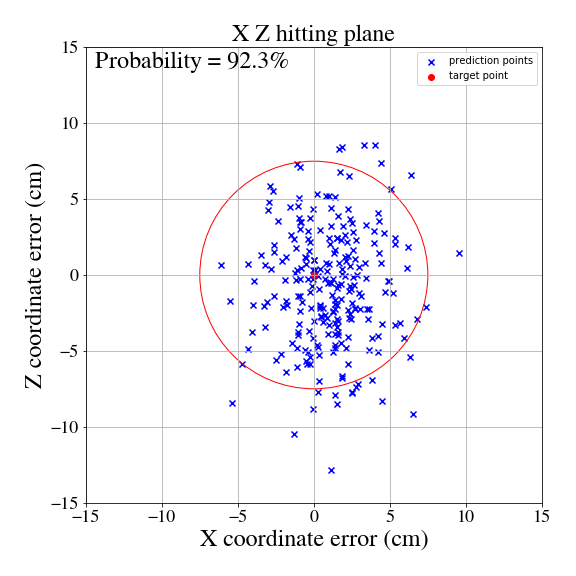 X Z hitting plane
Probability = 92.3%
prediction points
target point
15
10
5
0
−5
−10
−15
Z coordinate error (cm)
−15
−10
−5
0
5
10
15
X coordinate error (cm)